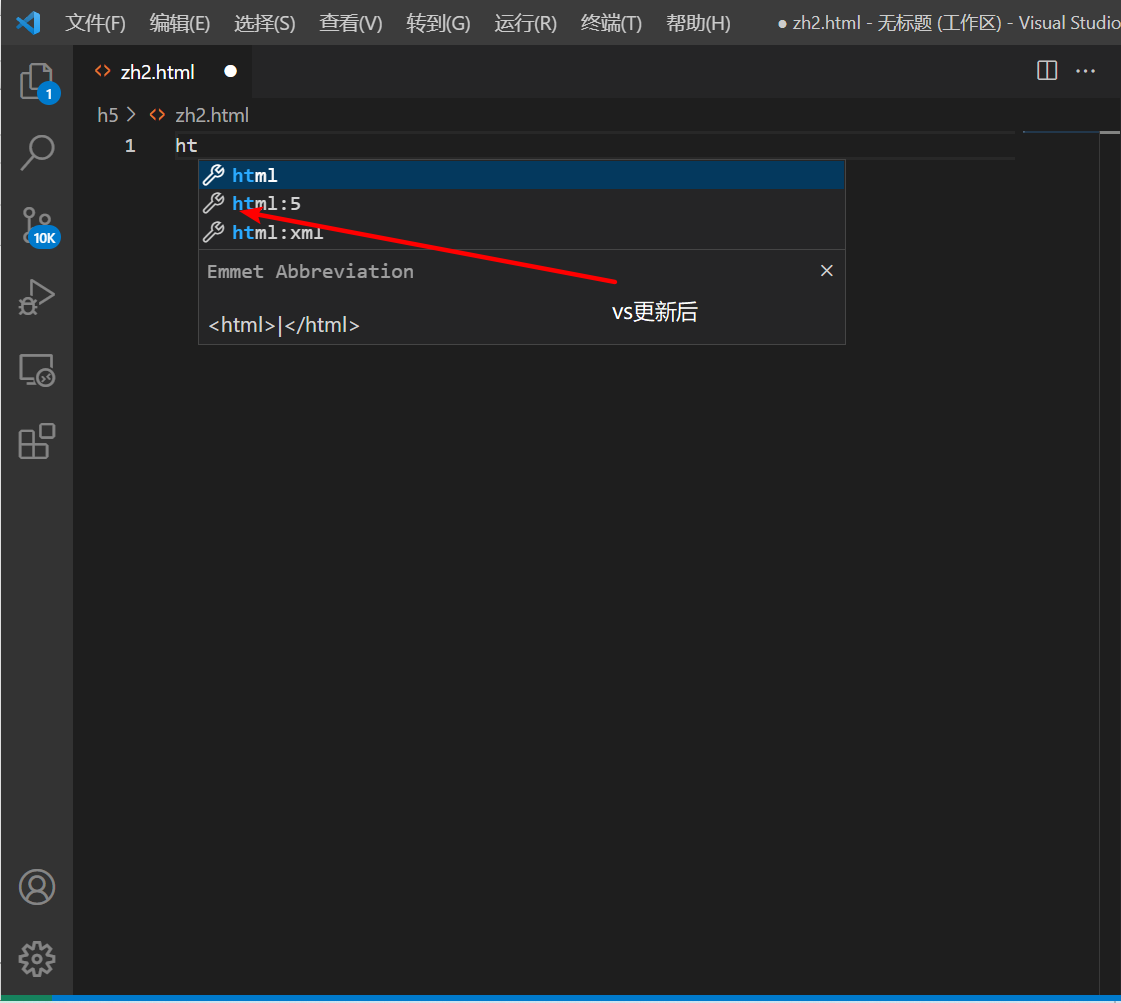 文件(F) 编辑(E) 选择(S) 查看(V) 转到(G) 运行(R) 终端(T) 帮助(H) ● zh2.html - 无标题 (工作区) - Visual Studio
zh2.html
1
h5 > zh2.html
1 ht
html
html:5
10K
html:xml
Emmet Abbreviation
vs更新后
<html>|</html>